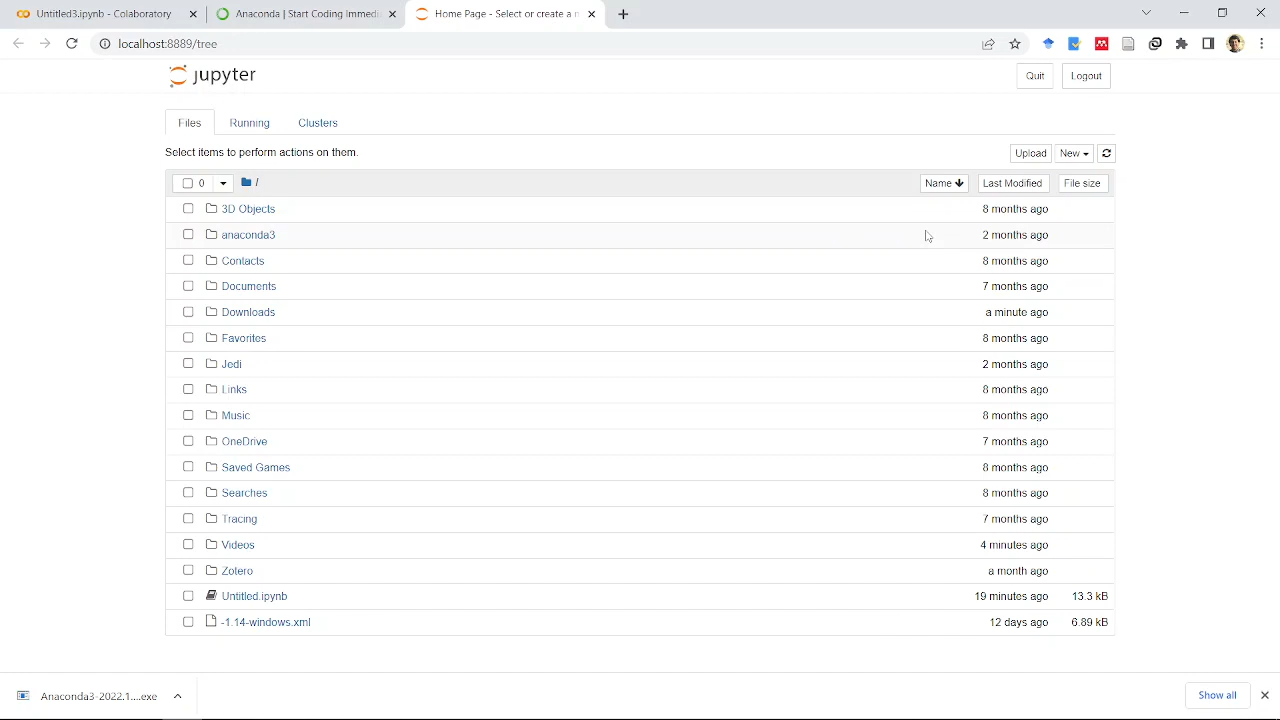 Untitled3.ipynb - Colaboratory
Anaconda | Start Coding Immedi
Home Page - Select or create a n
localhost:8889/tree
jupyter
Quit
Logout
Files
Running
Clusters
Select items to perform actions on them.
Upload
New
0
/
Name
Last Modified
File size
3D Objects
8 months ago
anaconda3
2 months ago
Contacts
8 months ago
Documents
7 months ago
Downloads
a minute ago
Favorites
8 months ago
Jedi
2 months ago
Links
8 months ago
Music
8 months ago
OneDrive
7 months ago
Saved Games
8 months ago
Searches
8 months ago
Tracing
7 months ago
Videos
4 minutes ago
Zotero
a month ago
Untitled.ipynb
19 minutes ago
13.3 kB
-1.14-windows.xml
12 days ago
6.89 kB
Anaconda3-2022.1....exe
Show all